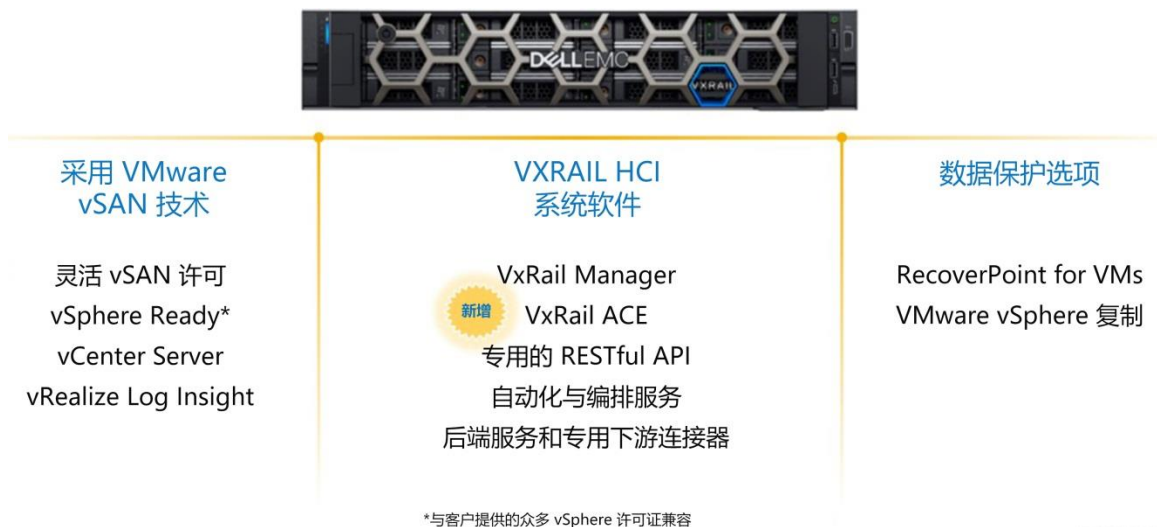 DELLEMC
VXRAIL
采用 VMware
vSAN 技术
灵活 vSAN 许可
vSphere Ready*
vCenter Server
vRealize Log Insight
VXRAIL HCI
系统软件
VxRail Manager
新增
VxRail ACE
专用的 RESTful API
自动化与编排服务
后端服务和专用下游连接器
数据保护选项
RecoverPoint for VMs
VMware vSphere 复制
*与客户提供的众多 vSphere 许可证兼容